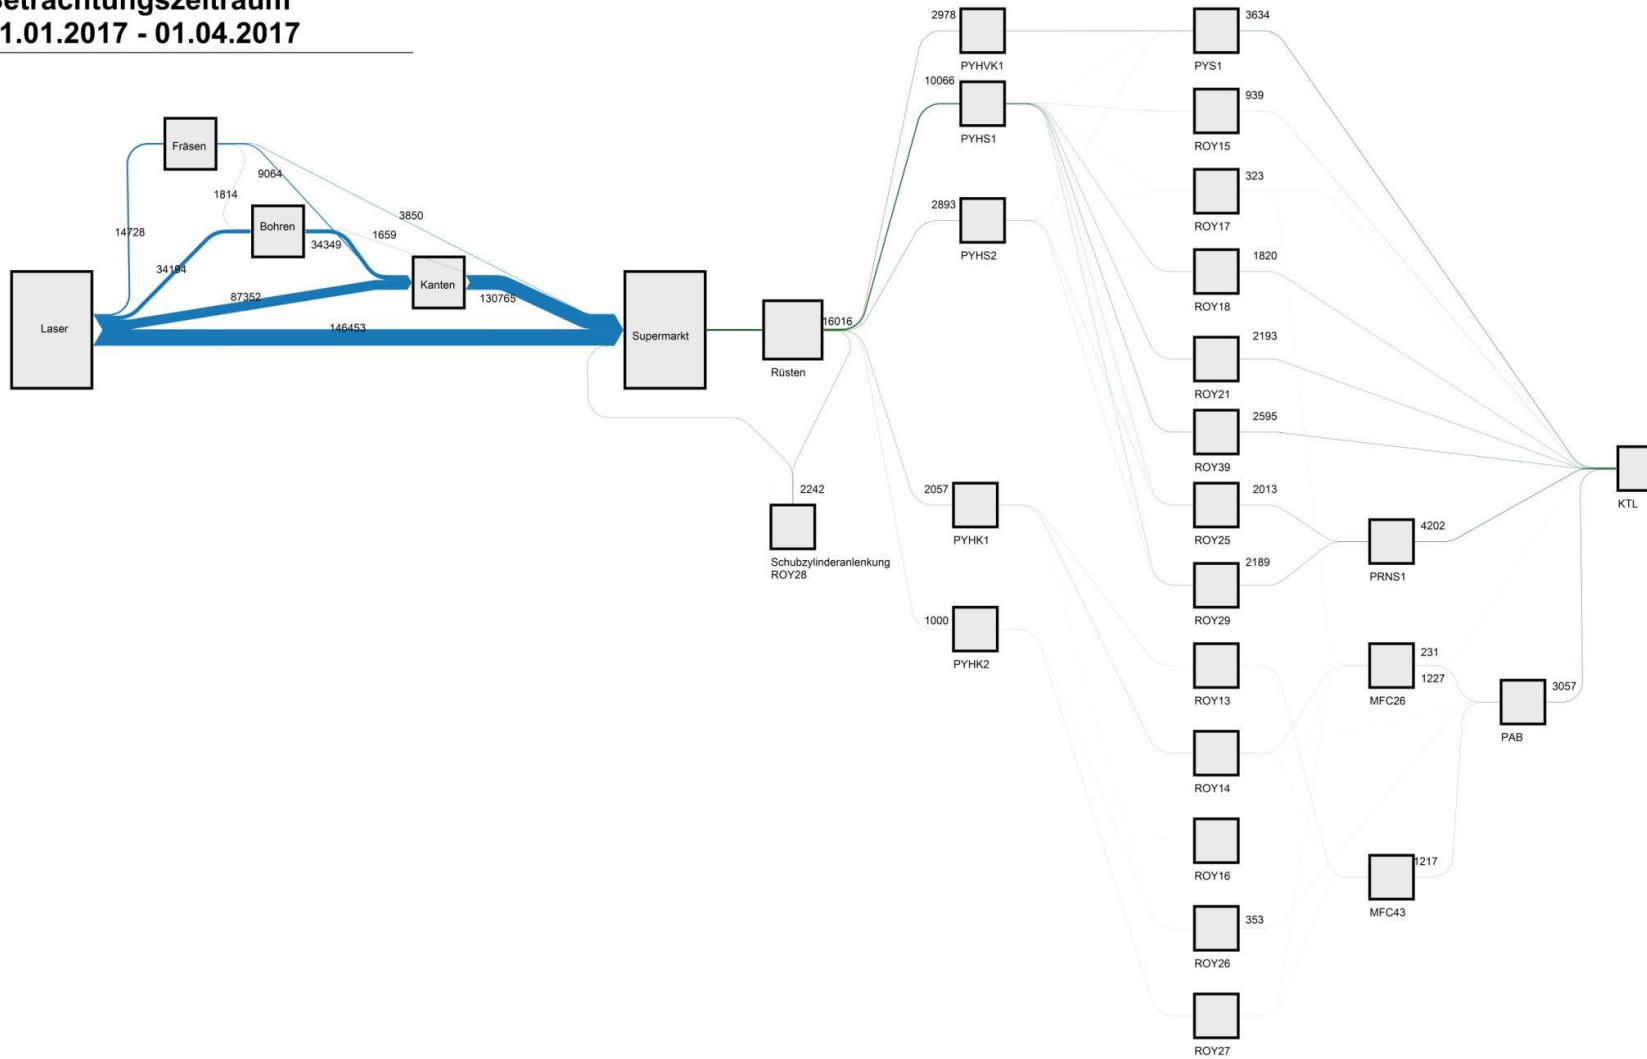 Betrachtungszeitraum
1.01.2017 - 01.04.2017
2978
PYHVK1
3634
PYS1
10066
PYHS1
939
ROY15
Fräsen
9064
1814
14728
Bohren
34349
34194
3850
1659
Kanten
87352
130765
146453
Laser
Supermarkt
Rüsten
16016
2893
PYHS2
323
ROY17
1820
ROY18
2193
ROY21
2595
ROY39
2242
Schubzylinderanlenkung
ROY28
2057
PYHK1
1000
PYHK2
2013
ROY25
2189
ROY29
4202
PRNS1
KTL
ROY13
231
1227
MFC26
3057
PAB
ROY14
ROY16
1217
MFC43
353
ROY26
ROY27